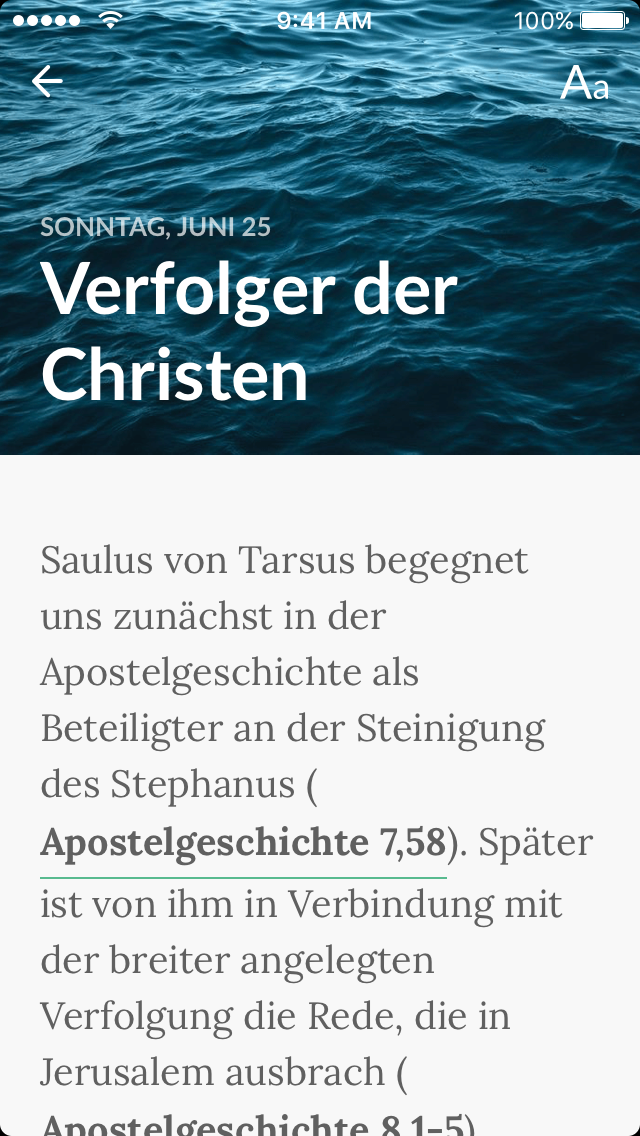 9:41 AM
100%
Aa
SONNTAG, JUNI 25
Verfolger der
Christen
Saulus von Tarsus begegnet
uns zunächst in der
Apostelgeschichte als
Beteiligter an der Steinigung
des Stephanus (
Apostelgeschichte 7,58). Später
ist von ihm in Verbindung mit
der breiter angelegten
Verfolgung die Rede, die in
Jerusalem ausbrach (
Apostelgeschichte 8,1–5)